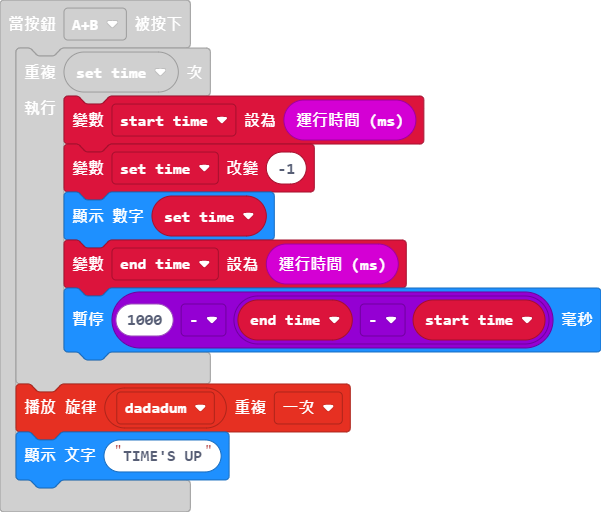 當按鈕 A+B 被按下
重複 set time 次
執行 變數 start time 設為 運行時間 (ms)
變數 set time 改變 -1
顯示 數字 set time
變數 end time 設為 運行時間 (ms)
暫停 1000 - end time - start time 毫秒
播放 旋律 dadadum 重複 一次
顯示 文字 "TIME'S UP"